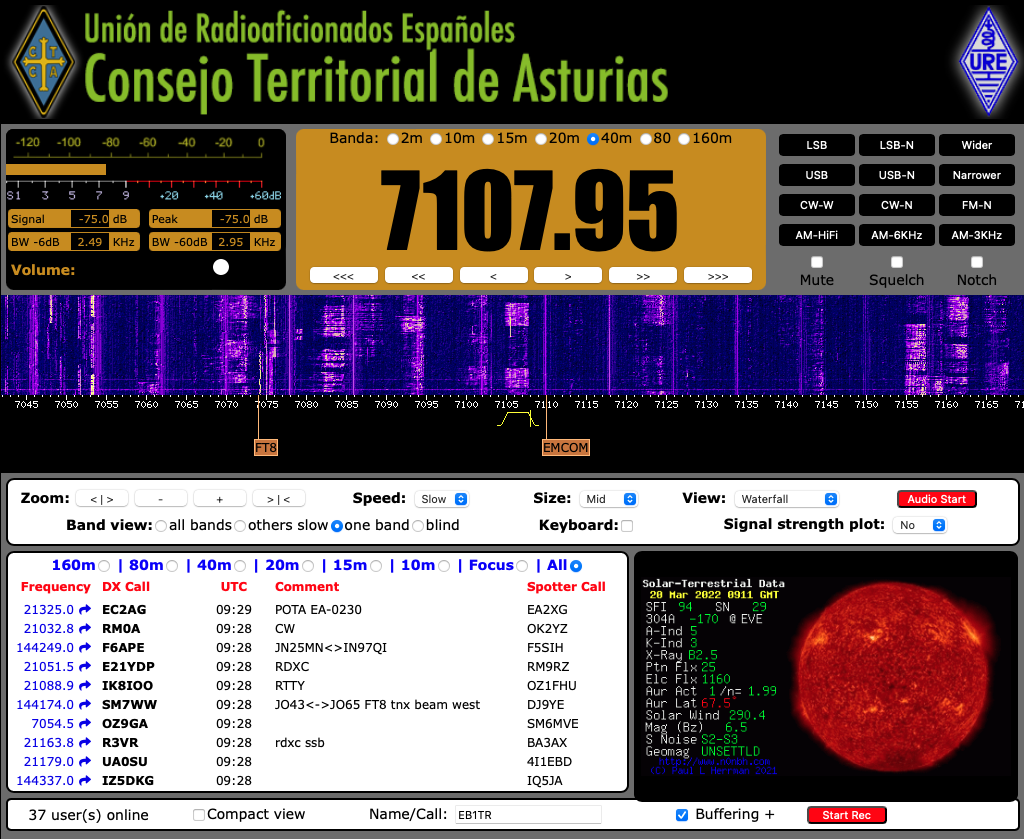 Unión de Radioaficionados Españoles
Consejo Territorial de Asturias
C T C A
URE
-120 -100 -80 -60 -40 -20 0
S1 3 5 7 9 +20 +40 +60dB
Signal -75.0 dB Peak -75.0 dB
BW -6dB 2.49 KHz BW -60dB 2.95 KHz
Volume:
Banda: 2m 10m 15m 20m 40m 80 160m
7107.95
<<< << < > >> >>>
LSB LSB-N Wider
USB USB-N Narrower
CW-W CW-N FM-N
AM-HiFi AM-6KHz AM-3KHz
Mute Squelch Notch
7045 7050 7055 7060 7065 7070 7075 7080 7085 7090 7095 7100 7105 7110 7115 7120 7125 7130 7135 7140 7145 7150 7155 7160 7165
FT8 EMCOM
Zoom: < | > - + > | < Speed: Slow Size: Mid View: Waterfall Audio Start
Band view: all bands others slow one band blind Keyboard: Signal strength plot: No
160m | 80m | 40m | 20m | 15m | 10m | Focus | All
Frequency DX Call UTC Comment Spotter Call
21325.0 EC2AG 09:29 POTA EA-0230 EA2XG
21032.8 RM0A 09:28 CW OK2YZ
144249.0 F6APE 09:28 JN25MN<>IN97QI F5SIH
21051.5 E21YDP 09:28 RDXC RM9RZ
21088.9 IK8IOO 09:28 RTTY OZ1FHU
144174.0 SM7WW 09:28 JO43<->JO65 FT8 tnx beam west DJ9YE
7054.5 OZ9GA 09:28 SM6MVE
21163.8 R3VR 09:28 rdxc ssb BA3AX
21179.0 UA0SU 09:28 4I1EBD
144337.0 IZ5DKG 09:28 IQ5JA
Solar-Terrestrial Data
20 Mar 2022 0911 GMT
SFI 94 SN 29
304A -170 @ EVE
A-Ind 5
K-Ind 3
X-Ray B2.5
Ptn Flx 25
Elc Flx 1160
Aur Act 1 /n= 1.99
Aur Lat 67.5°
Solar Wind 290.4
Mag (Bz) 6.5
S Noise S2-S3
Geomag UNSETTLD
http://www.n0nbh.com
(C) Paul L Herrman 2021
37 user(s) online Compact view Name/Call: EB1TR Buffering + Start Rec